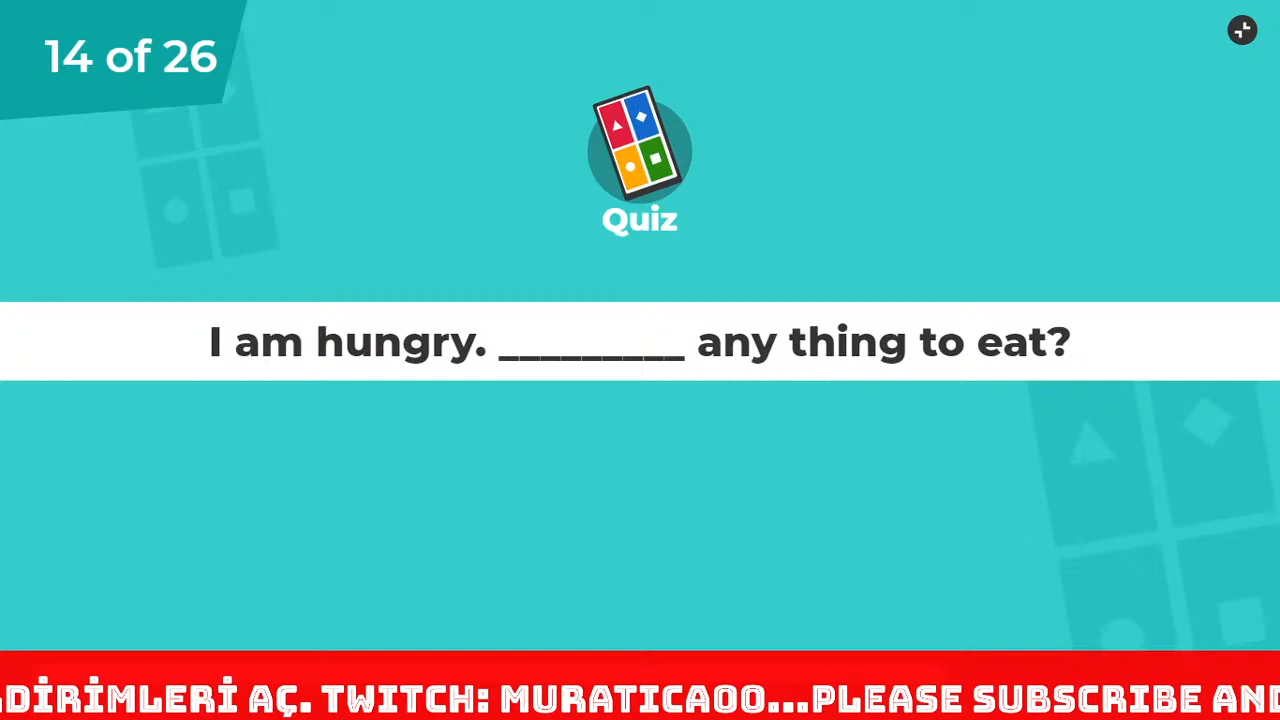 14 of 26
Quiz
I am hungry. _________ any thing to eat?
DİRİMLERİ AÇ. TWITCH: MURATICAOO...PLEASE SUBSCRIBE AND